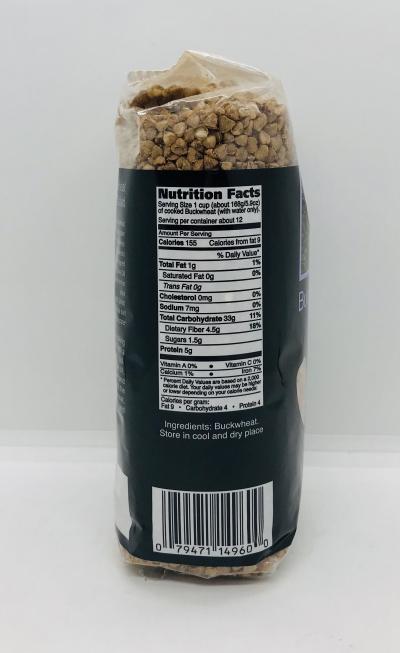 Nutrition Facts
Serving Size 1 cup (about 168g/5.9oz)
of cooked Buckwheat (with water only).
Serving per container about 12
Amount Per Serving
Calories 155 Calories from fat 9
% Daily Value*
Total Fat 1g 1%
Saturated Fat 0g 0%
Trans Fat 0g
Cholesterol 0mg 0%
Sodium 7mg 0%
Total Carbohydrate 33g 11%
Dietary Fiber 4.5g 18%
Sugars 1.5g
Protein 5g
Vitamin A 0% • Vitamin C 0%
Calcium 1% • Iron 7%
* Percent Daily Values are based on a 2,000
calorie diet. Your daily values may be higher
or lower depending on your calorie needs.
Calories per gram:
Fat 9 • Carbohydrate 4 • Protein 4
Ingredients: Buckwheat.
Store in cool and dry place
0 79471 14960 0